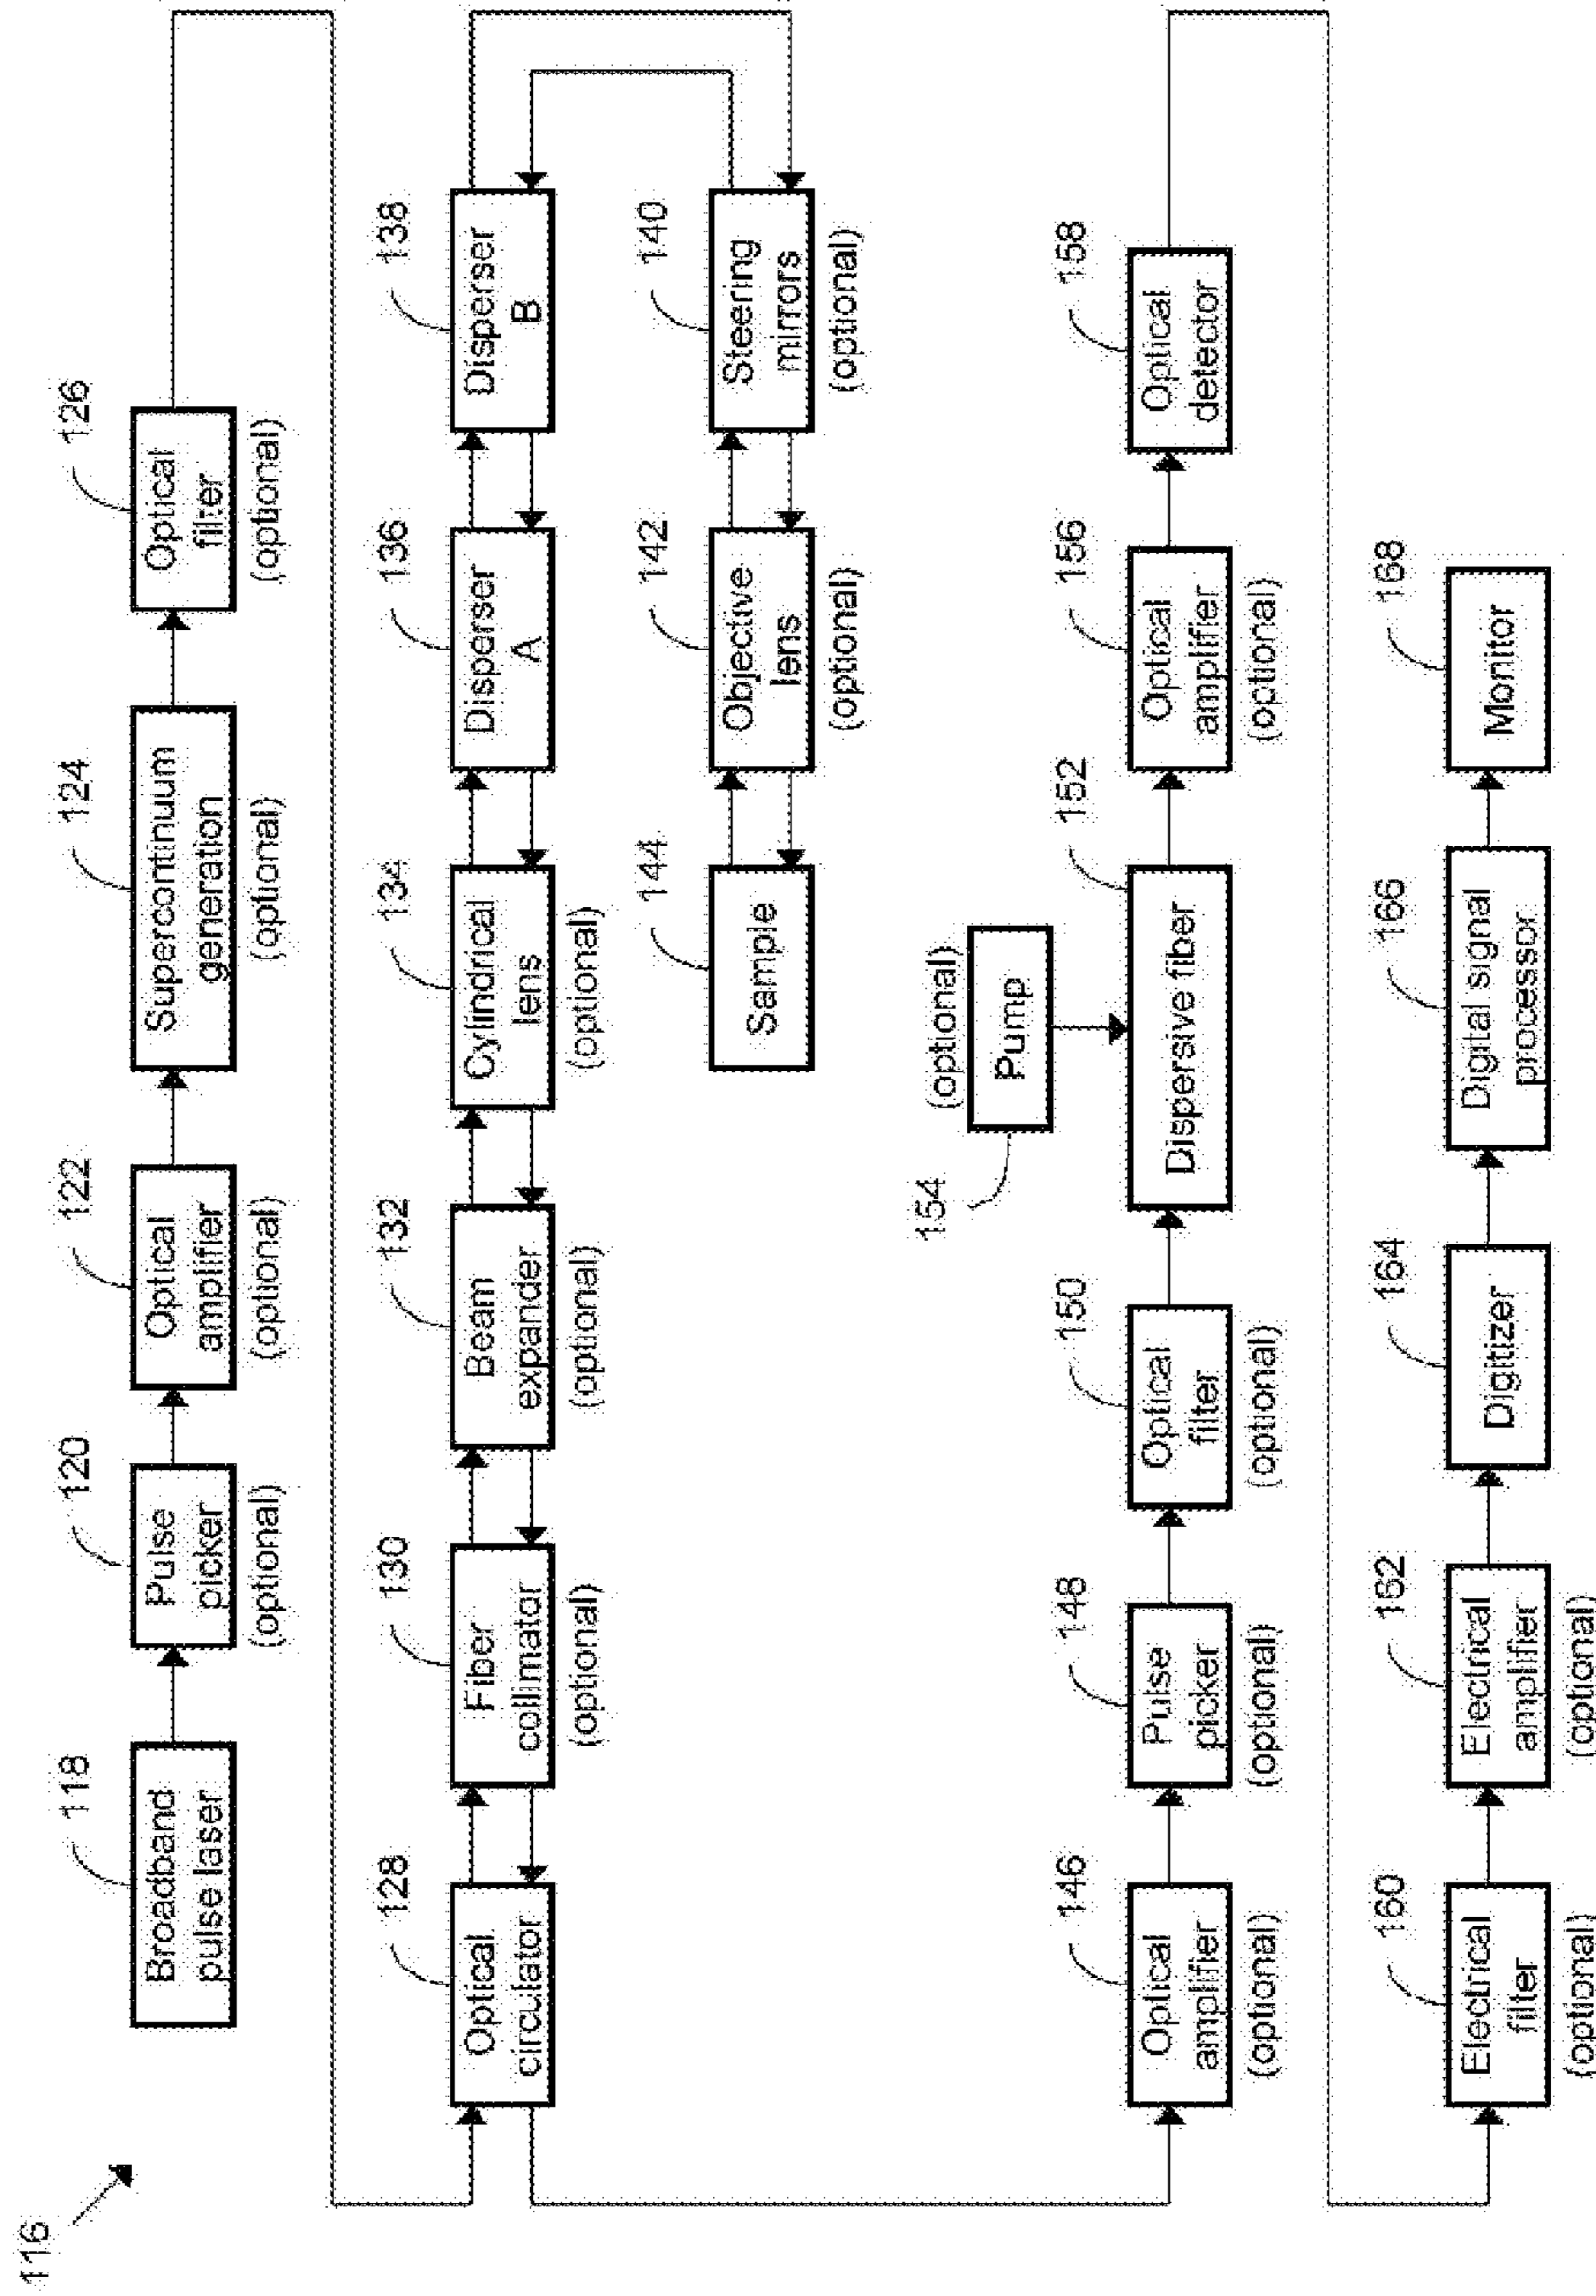 116
118
Broadband
pulse laser
120
Pulse
picker
(optional)
122
Optical
amplifier
(optional)
124
Supercontinuum
generation
(optional)
126
Optical
filter
(optional)
128
Optical
circulator
130
Fiber
collimator
(optional)
132
Beam
expander
(optional)
134
Cylindrical
lens
(optional)
136
Disperser
A
138
Disperser
B
144
Sample
142
Objective
lens
(optional)
140
Steering
mirrors
(optional)
146
Optical
amplifier
(optional)
148
Pulse
picker
(optional)
150
Optical
filter
(optional)
154
(optional)
Pump
152
Dispersive fiber
156
Optical
amplifier
(optional)
158
Optical
detector
160
Electrical
filter
(optional)
162
Electrical
amplifier
(optional)
164
Digitizer
166
Digital signal
processor
168
Monitor